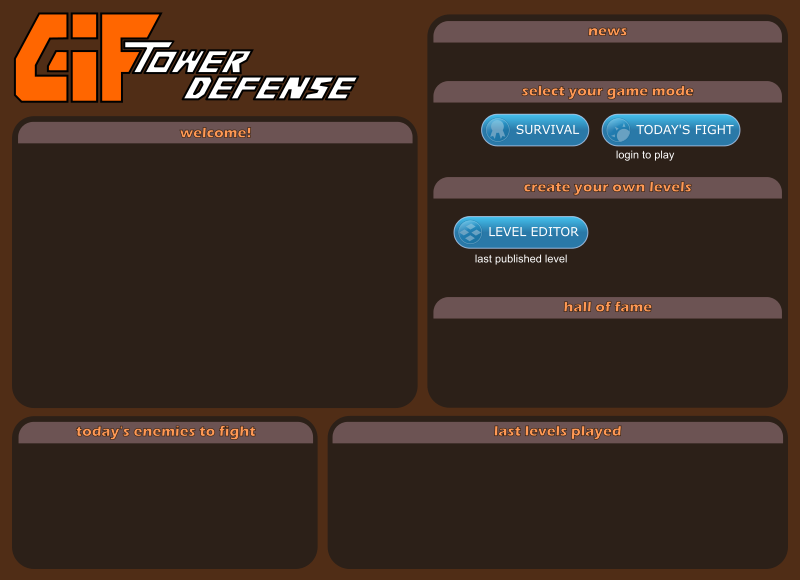 GiF TOWER
DEFENSE
welcome!
news
select your game mode
SURVIVAL
TODAY'S FIGHT
login to play
create your own levels
LEVEL EDITOR
last published level
hall of fame
today's enemies to fight
last levels played